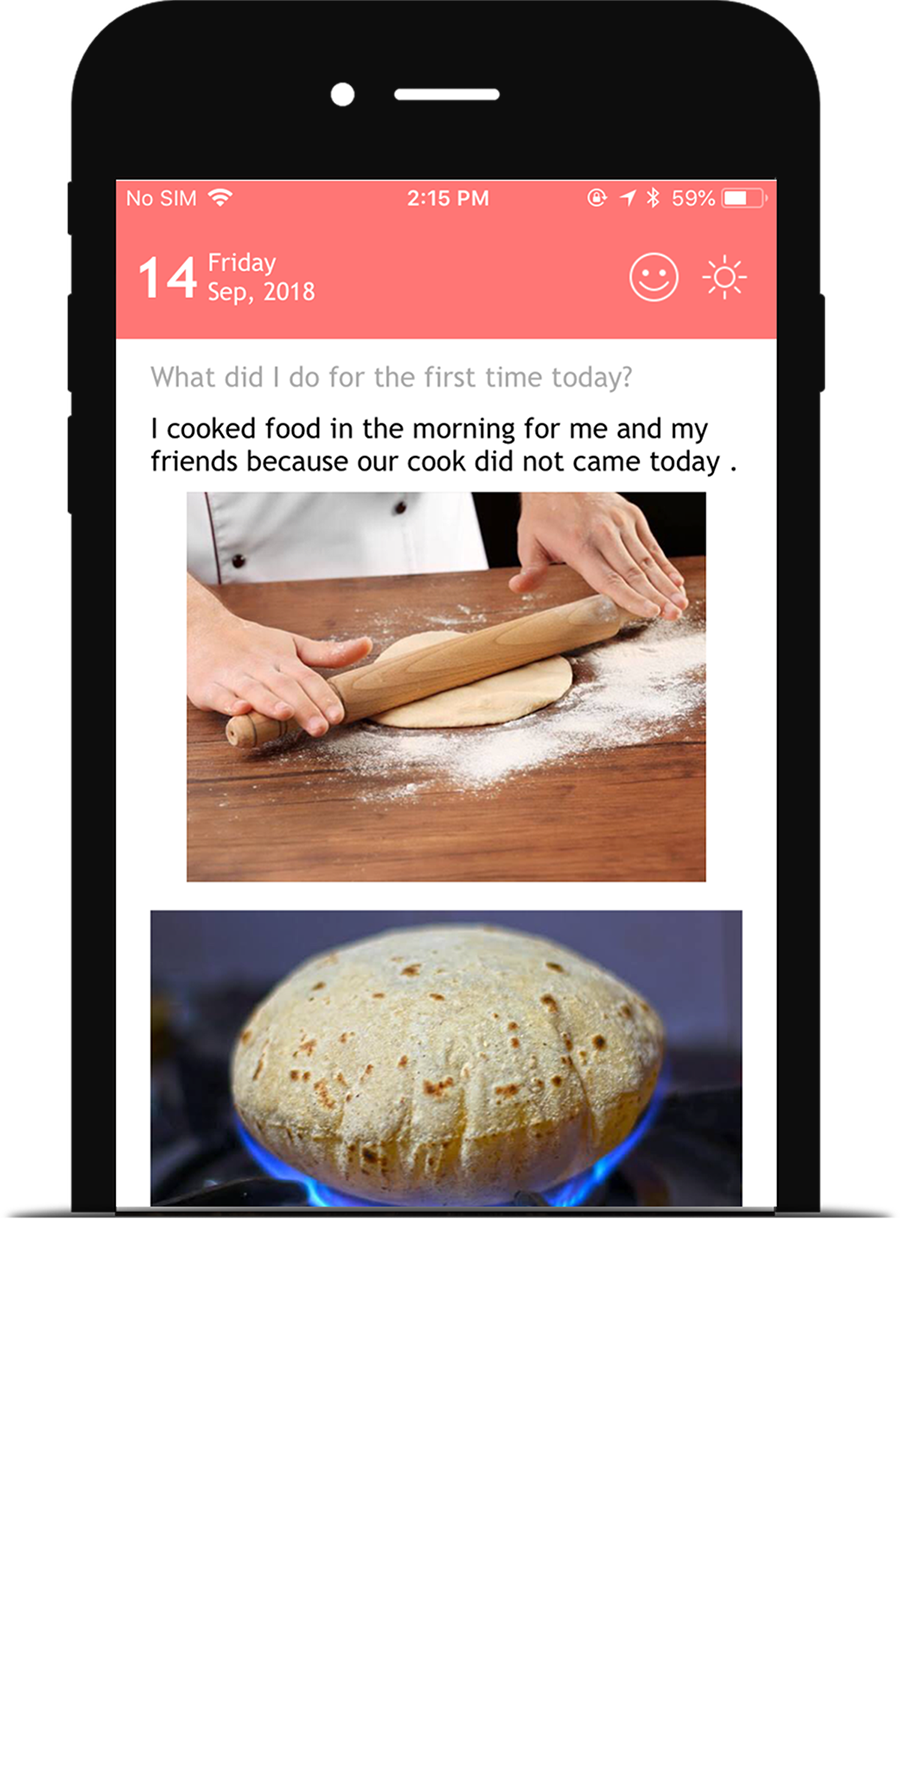 No SIM 2:15 PM 59%
14 Friday
Sep, 2018
What did I do for the first time today?
I cooked food in the morning for me and my
friends because our cook did not came today .